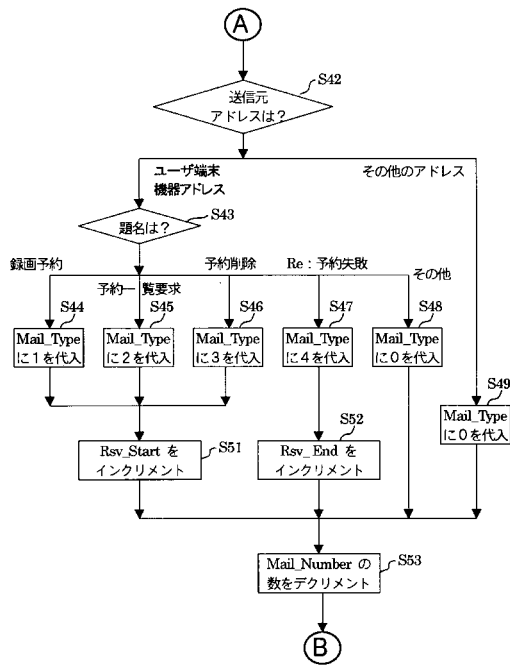 A
S42
送信元
アドレスは?
ユーザ端末
機器アドレス
その他のアドレス
S43
題名は?
録画予約
予約一覧要求
予約削除
Re:予約失敗
その他
S44
S45
S46
S47
S48
Mail_Type
に1を代入
Mail_Type
に2を代入
Mail_Type
に3を代入
Mail_Type
に4を代入
Mail_Type
に0を代入
S49
Mail_Type
に0を代入
S51
Rsv_Start を
インクリメント
S52
Rsv_End を
インクリメント
S53
Mail_Number の
数をデクリメント
B